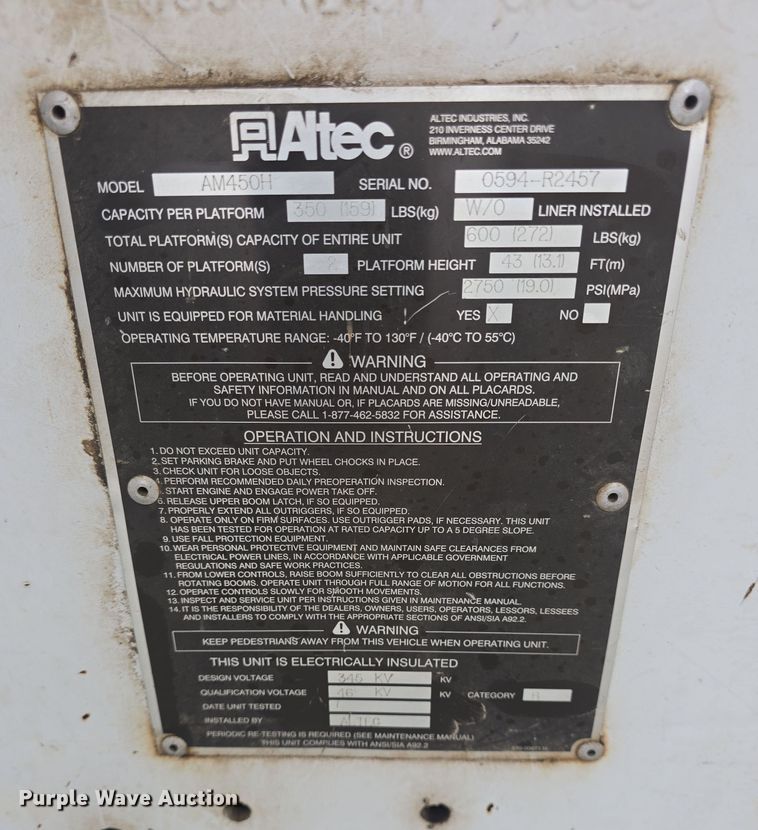 Altec ®
ALTEC INDUSTRIES, INC.
210 INVERNESS CENTER DRIVE
BIRMINGHAM, ALABAMA 35242
WWW.ALTEC.COM
MODEL AM450H SERIAL NO. 0594-R2457
CAPACITY PER PLATFORM 350 (159) LBS(kg) W/O LINER INSTALLED
TOTAL PLATFORM(S) CAPACITY OF ENTIRE UNIT 600 (272) LBS(kg)
NUMBER OF PLATFORM(S) 2 PLATFORM HEIGHT 43 (13.1) FT(m)
MAXIMUM HYDRAULIC SYSTEM PRESSURE SETTING 2750 (19.0) PSI(MPa)
UNIT IS EQUIPPED FOR MATERIAL HANDLING YES X NO
OPERATING TEMPERATURE RANGE: -40°F TO 130°F / (-40°C TO 55°C)
WARNING
BEFORE OPERATING UNIT, READ AND UNDERSTAND ALL OPERATING AND
SAFETY INFORMATION IN MANUAL AND ON ALL PLACARDS.
IF YOU DO NOT HAVE MANUAL OR, IF PLACARDS ARE MISSING/UNREADABLE,
PLEASE CALL 1-877-462-5832 FOR ASSISTANCE.
OPERATION AND INSTRUCTIONS
1. DO NOT EXCEED UNIT CAPACITY.
2. SET PARKING BRAKE AND PUT WHEEL CHOCKS IN PLACE.
3. CHECK UNIT FOR LOOSE OBJECTS.
4. PERFORM RECOMMENDED DAILY PREOPERATION INSPECTION.
START ENGINE AND ENGAGE POWER TAKE OFF.
6. RELEASE UPPER BOOM LATCH, IF SO EQUIPPED.
7. PROPERLY EXTEND ALL OUTRIGGERS, IF SO EQUIPPED.
8. OPERATE ONLY ON FIRM SURFACES. USE OUTRIGGER PADS, IF NECESSARY. THIS UNIT
HAS BEEN TESTED FOR OPERATION AT RATED CAPACITY UP TO A 5 DEGREE SLOPE.
9. USE FALL PROTECTION EQUIPMENT.
10. WEAR PERSONAL PROTECTIVE EQUIPMENT AND MAINTAIN SAFE CLEARANCES FROM
ELECTRICAL POWER LINES, IN ACCORDANCE WITH APPLICABLE GOVERNMENT
REGULATIONS AND SAFE WORK PRACTICES.
11. FROM LOWER CONTROLS, RAISE BOOM SUFFICIENTLY TO CLEAR ALL OBSTRUCTIONS BEFORE
ROTATING BOOMS. OPERATE UNIT THROUGH FULL RANGE OF MOTION FOR ALL FUNCTIONS.
12. OPERATE CONTROLS SLOWLY FOR SMOOTH MOVEMENTS.
13. INSPECT AND SERVICE UNIT PER INSTRUCTIONS GIVEN IN MAINTENANCE MANUAL.
14. IT IS THE RESPONSIBILITY OF THE DEALERS, OWNERS, USERS, OPERATORS, LESSORS, LESSEES
AND INSTALLERS TO COMPLY WITH THE APPROPRIATE SECTIONS OF ANSI/SIA A92.2.
WARNING
KEEP PEDESTRIANS AWAY FROM THIS VEHICLE WHEN OPERATING UNIT.
THIS UNIT IS ELECTRICALLY INSULATED
DESIGN VOLTAGE 345 KV KV
QUALIFICATION VOLTAGE 46 KV KV CATEGORY B
DATE UNIT TESTED /
INSTALLED BY ALTEC
PERIODIC RE-TESTING IS REQUIRED (SEE MAINTENANCE MANUAL)
THIS UNIT COMPLIES WITH ANSI/SIA A92.2
Purple Wave Auction